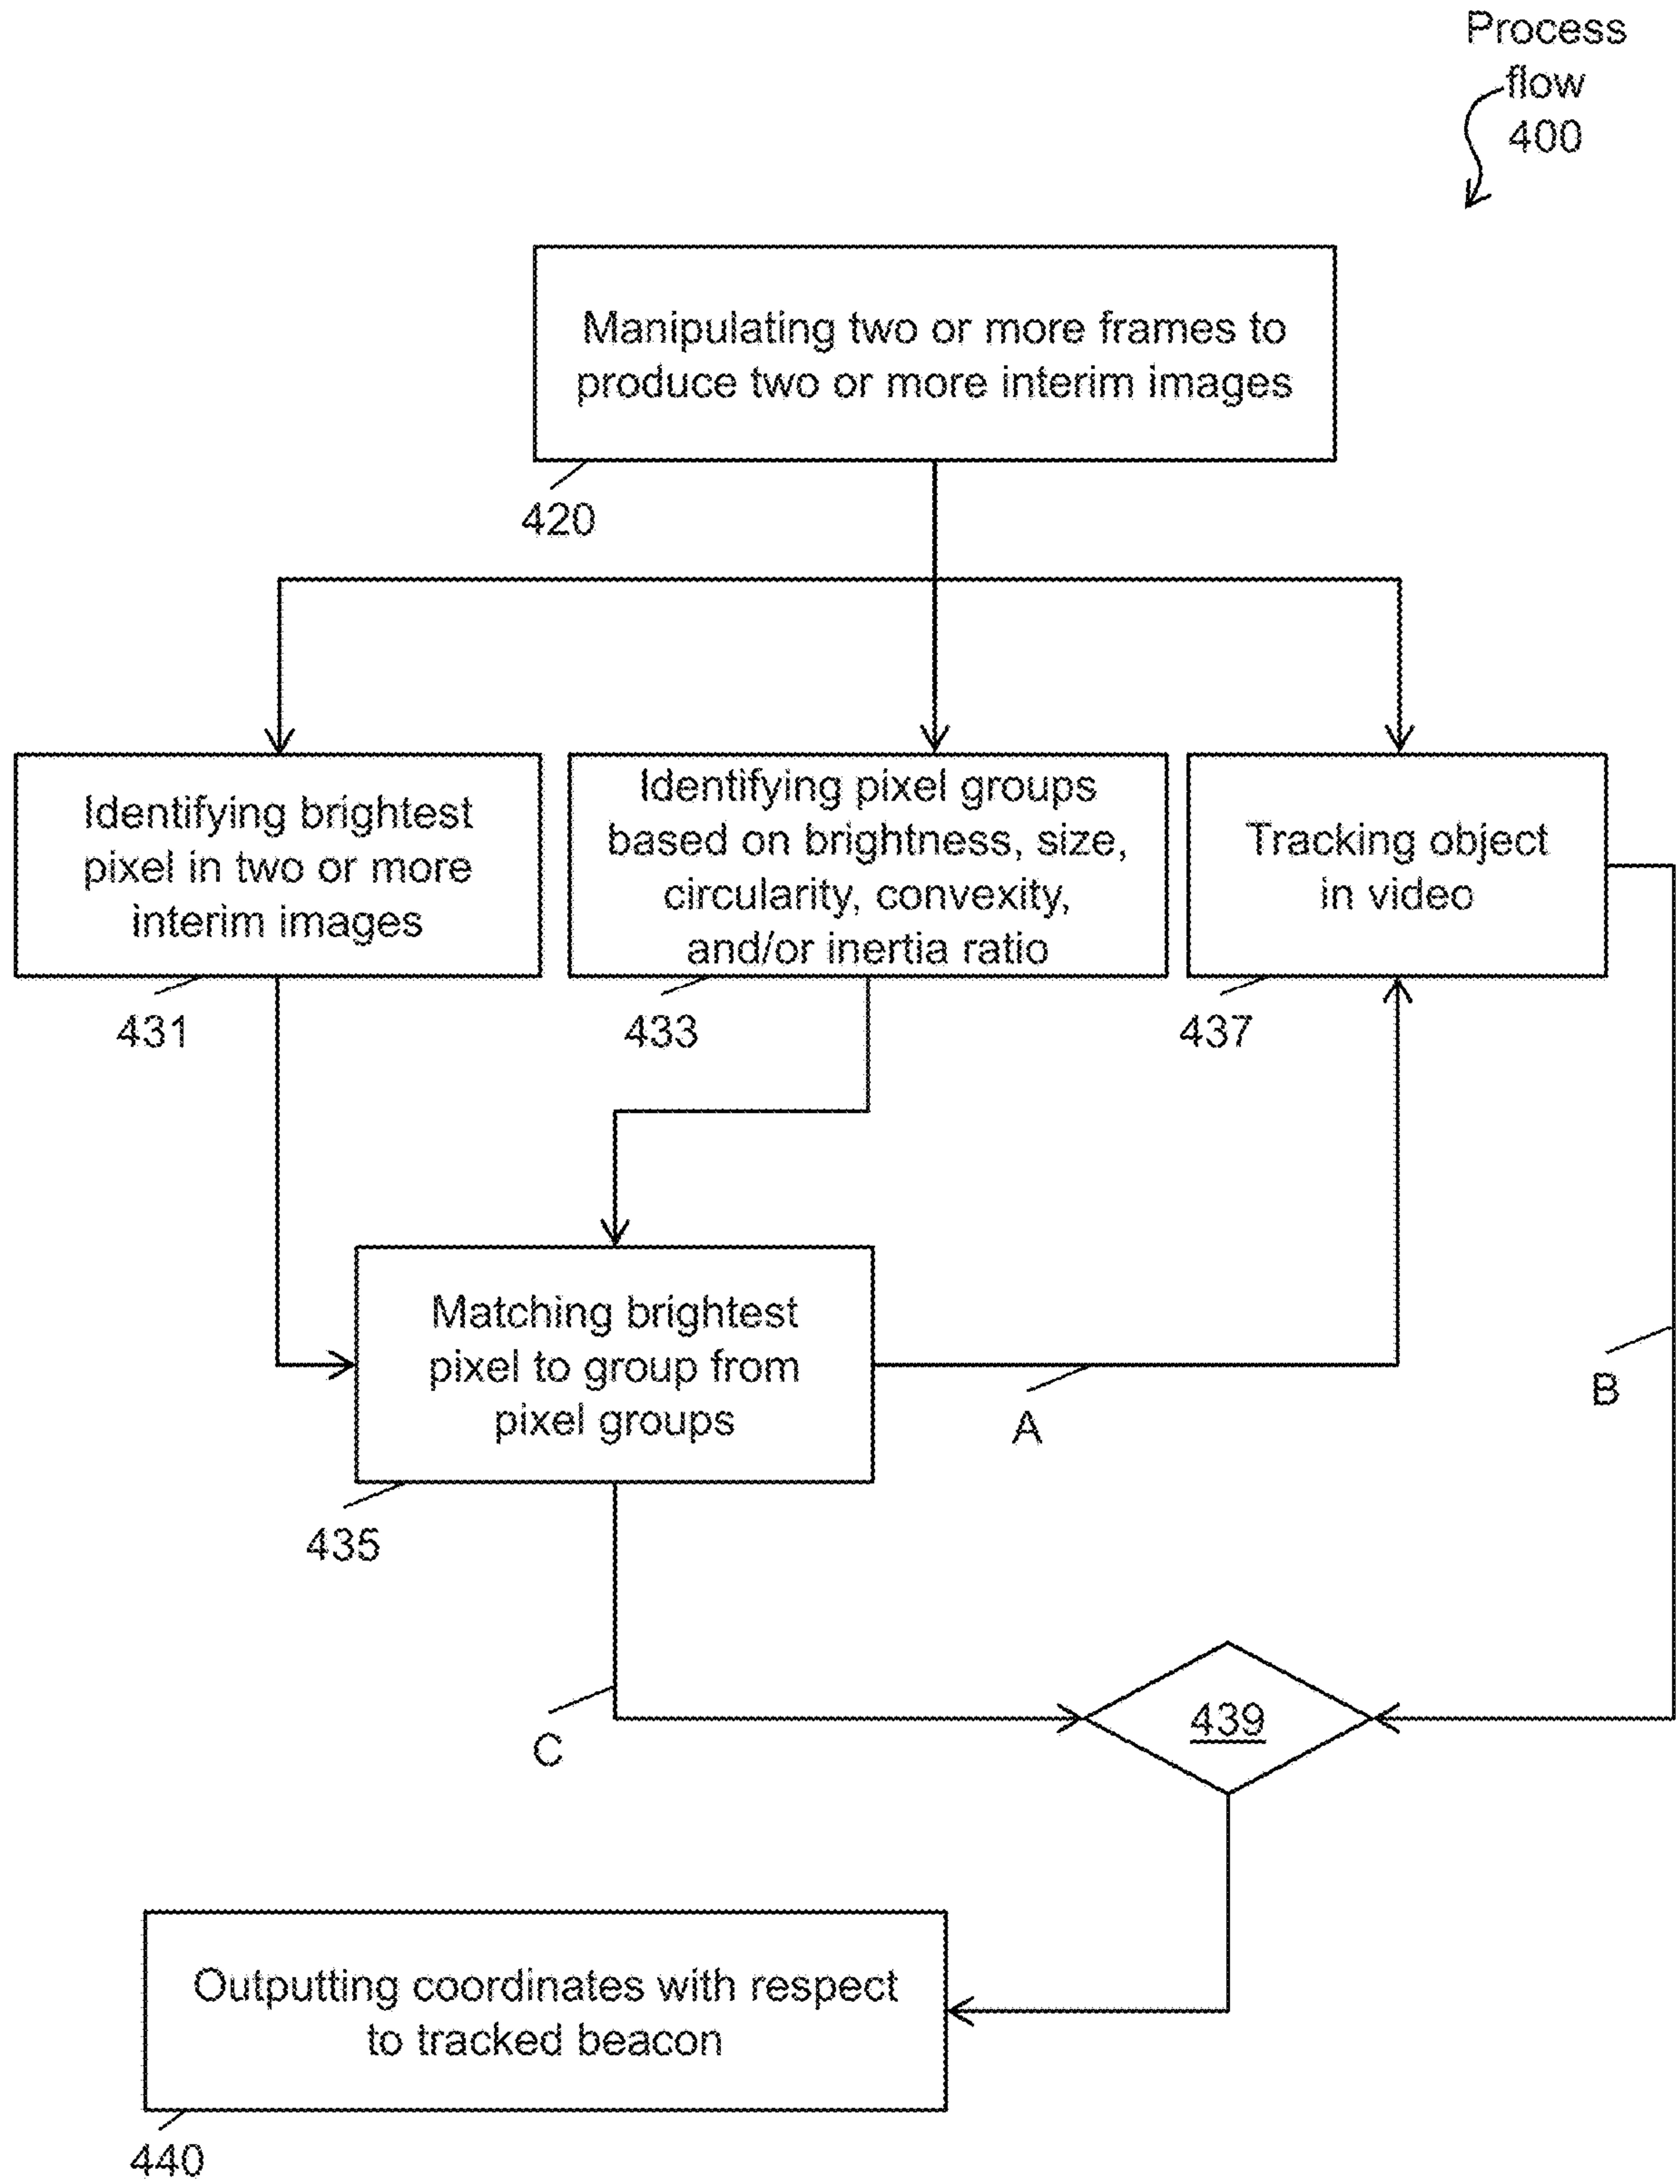 Process
flow
400
Manipulating two or more frames to
produce two or more interim images
420
Identifying brightest
pixel in two or more
interim images
431
Identifying pixel groups
based on brightness, size,
circularity, convexity,
and/or inertia ratio
433
Tracking object
in video
437
Matching brightest
pixel to group from
pixel groups
435
A
B
C
439
Outputting coordinates with respect
to tracked beacon
440